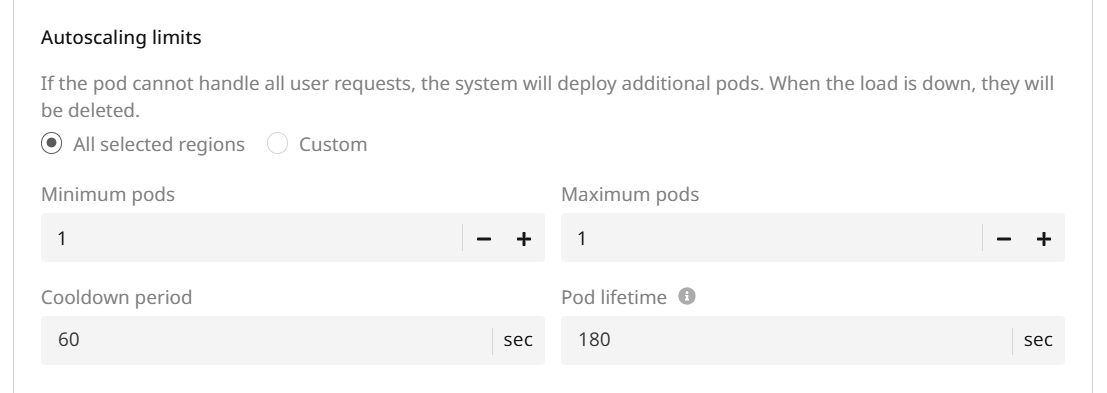 Autoscaling limits
If the pod cannot handle all user requests, the system will deploy additional pods. When the load is down, they will
be deleted.
All selected regions Custom
Minimum pods Maximum pods
1 − + 1 − +
Cooldown period Pod lifetime
60 sec 180 sec